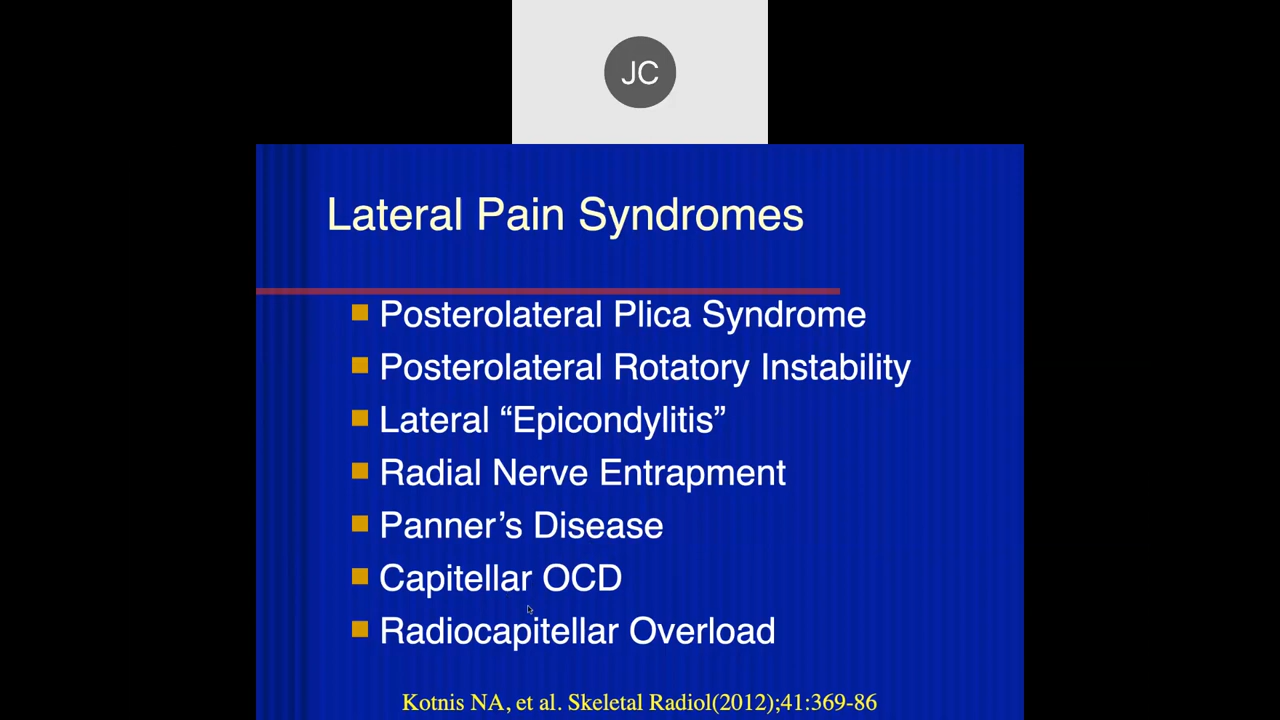 JC
Lateral Pain Syndromes
Posterolateral Plica Syndrome
Posterolateral Rotatory Instability
Lateral “Epicondylitis”
Radial Nerve Entrapment
Panner’s Disease
Capitellar OCD
Radiocapitellar Overload
Kotnis NA, et al. Skeletal Radiol(2012);41:369-86